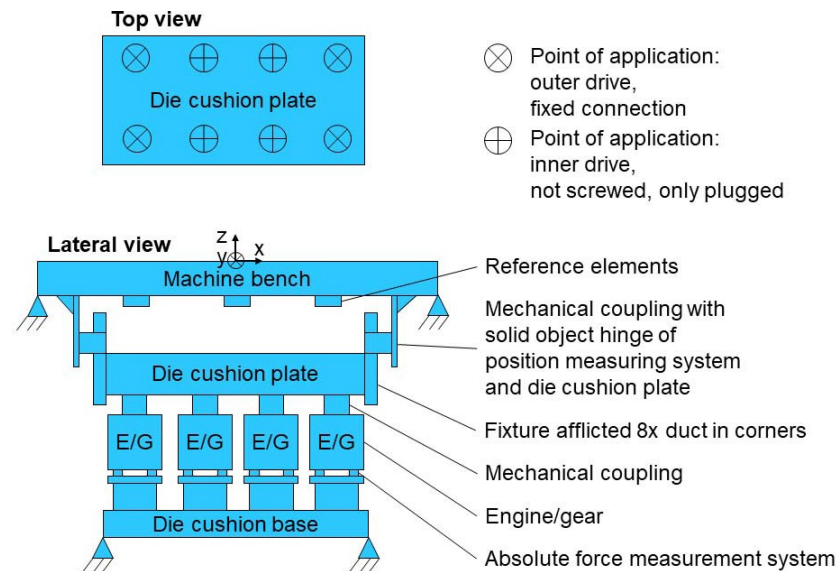 Top view
Die cushion plate
Point of application:
outer drive,
fixed connection
Point of application:
inner drive,
not screwed, only plugged
Lateral view
z
y
x
Machine bench
Reference elements
Mechanical coupling with
solid object hinge of
position measuring system
and die cushion plate
Die cushion plate
Fixture afflicted 8x duct in corners
E/G E/G E/G E/G
Mechanical coupling
Engine/gear
Die cushion base
Absolute force measurement system